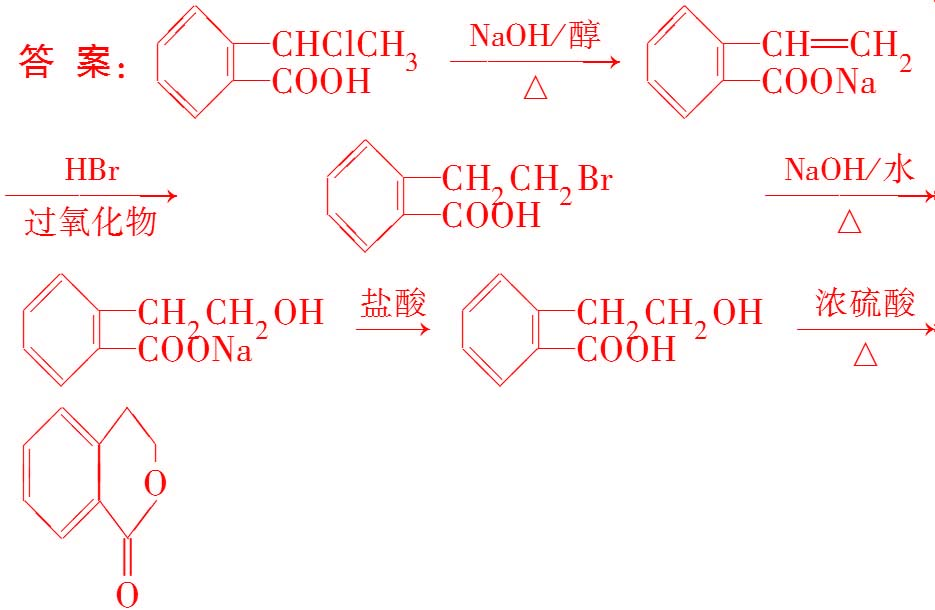 答案: CHClCH3 COOH NaOH/醇 △ CH=CH2 COONa
HBr 过氧化物 CH2CH2Br COOH NaOH/水 △
CH2CH2OH COONa 盐酸 CH2CH2OH COOH 浓硫酸 △
O
O